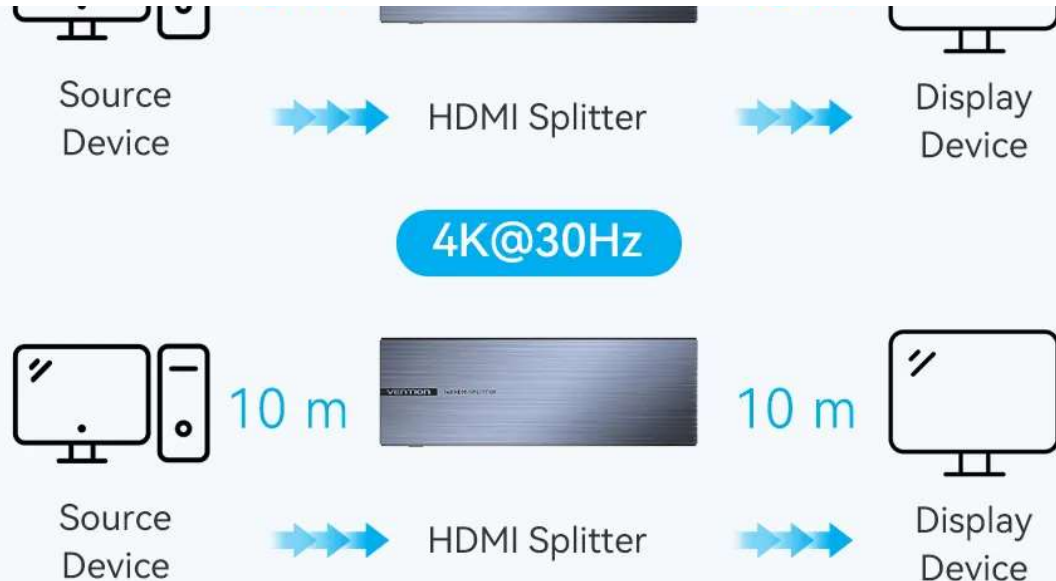 Source
Device
HDMI Splitter
Display
Device
4K@30Hz
10 m
VENTION
10 m
Source
Device
HDMI Splitter
Display
Device